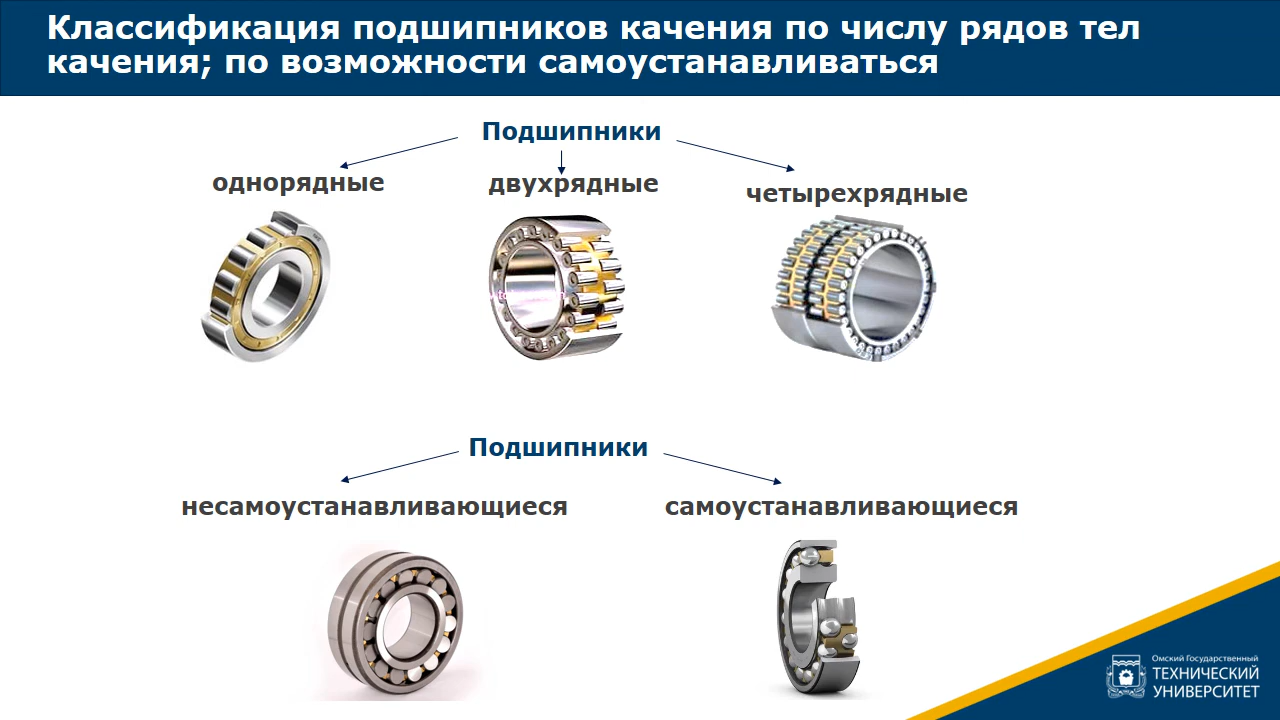 Классификация подшипников качения по числу рядов тел
качения; по возможности самоустанавливаться
Подшипники
однорядные
двухрядные
четырехрядные
Подшипники
несамоустанавливающиеся
самоустанавливающиеся
Омский Государственный
ТЕХНИЧЕСКИЙ
УНИВЕРСИТЕТ